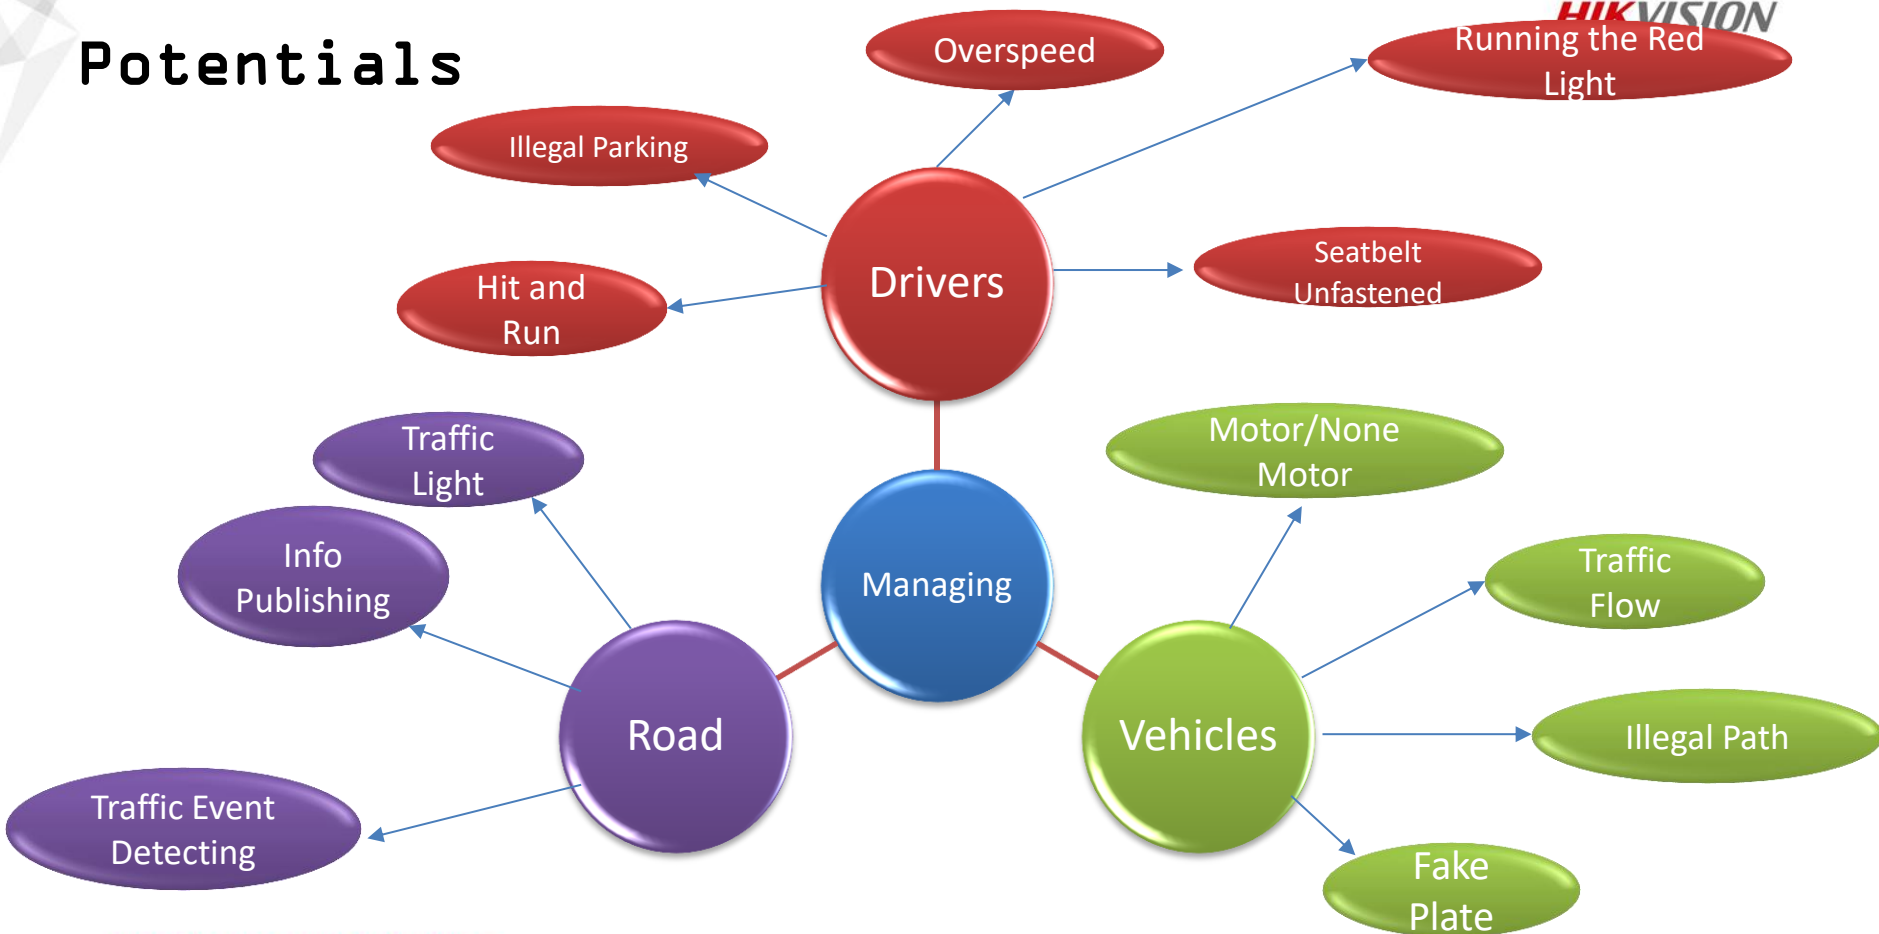 HIKVISION
Potentials
Overspeed
Running the Red
Light
Illegal Parking
Drivers
Seatbelt
Unfastened
Hit and
Run
Traffic
Light
Motor/None
Motor
Info
Publishing
Managing
Traffic
Flow
Road
Vehicles
Illegal Path
Traffic Event
Detecting
Fake
Plate